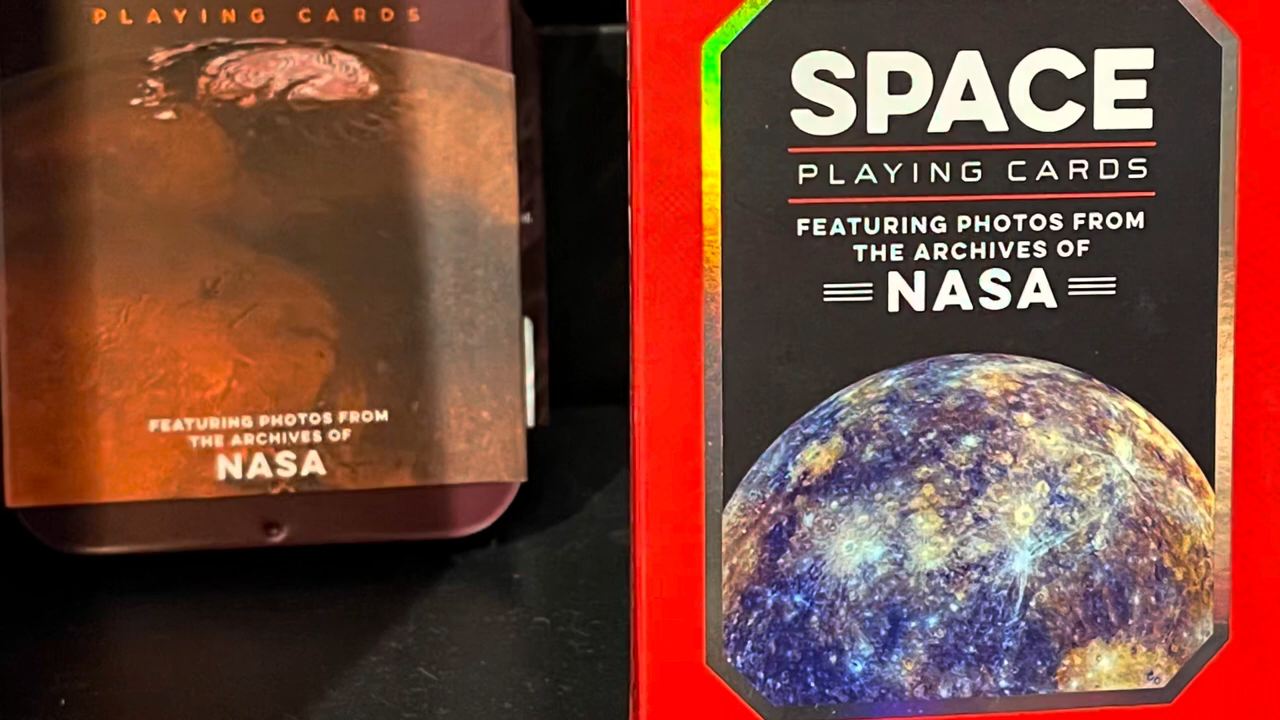 PLAYING CARDS
FEATURING PHOTOS FROM
THE ARCHIVES OF
NASA
SPACE
PLAYING CARDS
FEATURING PHOTOS FROM
THE ARCHIVES OF
NASA